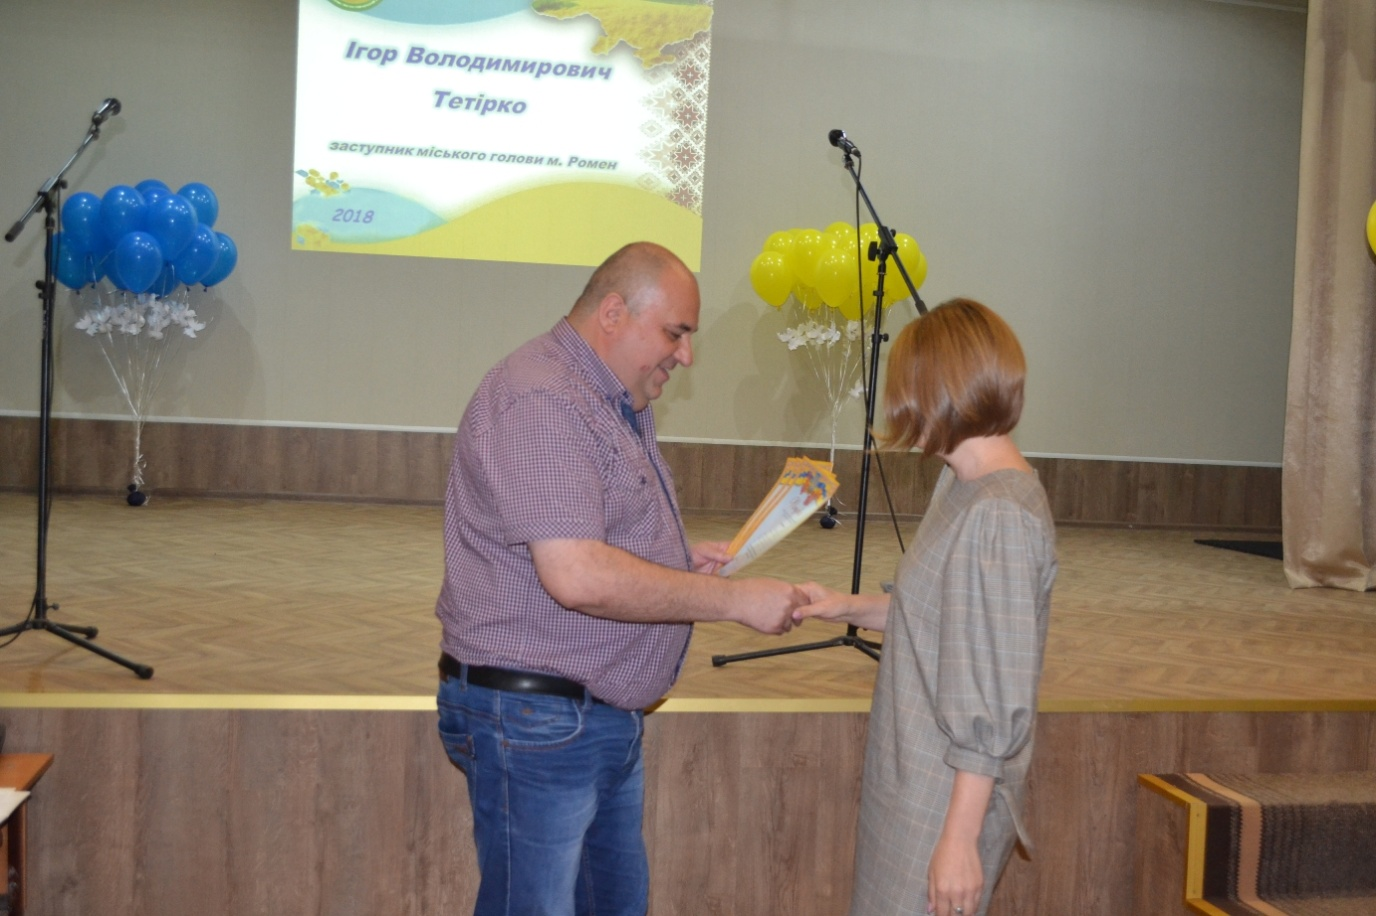 Ігор Володимирович
Тетірко
заступник міського голови м. Ромен
2018